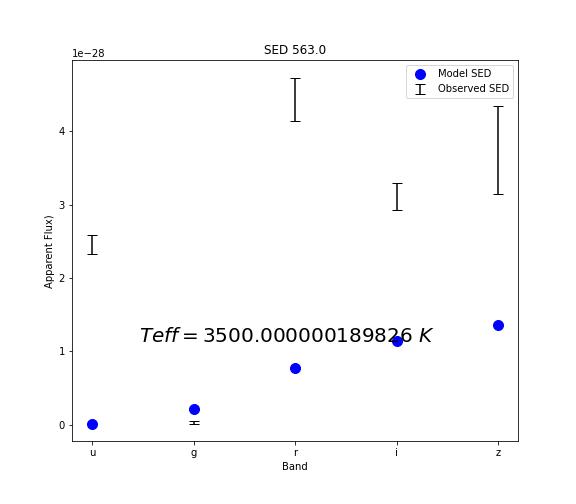 SED 563.0
1e−28
Model SED
Observed SED
4
3
2
1
0
Apparent Flux)
Teff = 3500.000000189826 K
u g r i z
Band